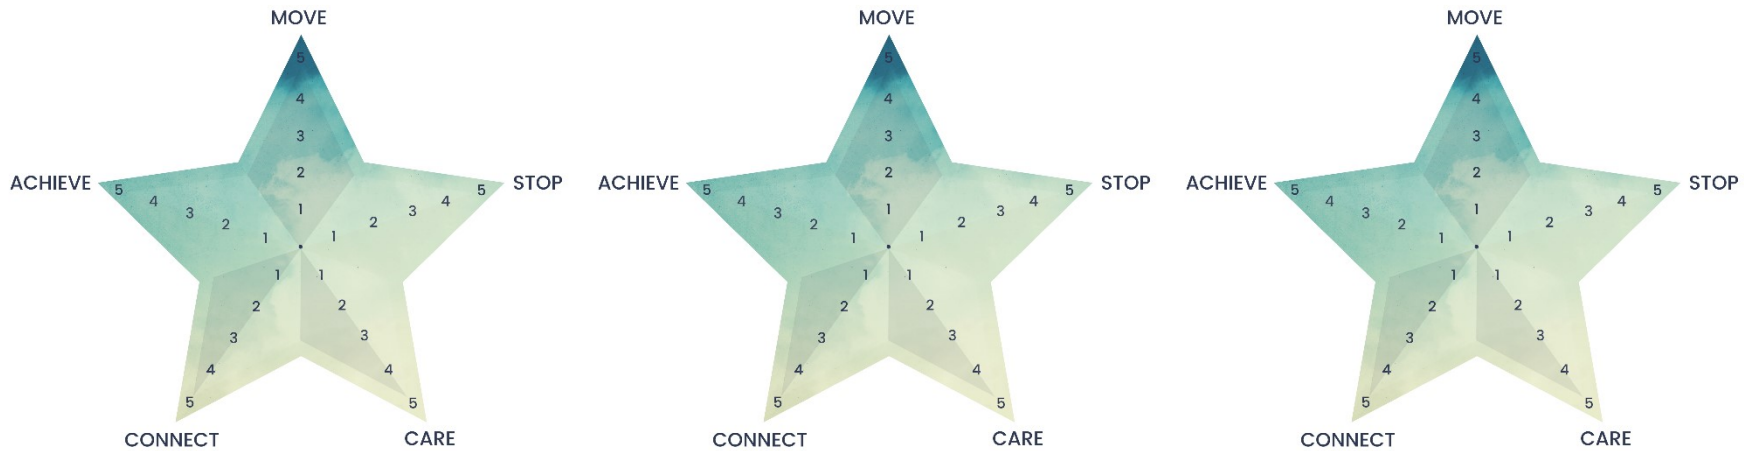 MOVE MOVE MOVE
5 5 5
4 4 4
3 3 3
2 2 2
ACHIEVE 5 4 3 2 1 1 2 3 4 5 STOP ACHIEVE 5 4 3 2 1 1 2 3 4 5 STOP ACHIEVE 5 4 3 2 1 1 2 3 4 5 STOP
1 1 1
1 1 1 1 1 1
2 2 2 2 2 2
3 3 3 3 3 3
4 4 4 4 4 4
5 5 5 5 5 5
CONNECT CARE CONNECT CARE CONNECT CARE